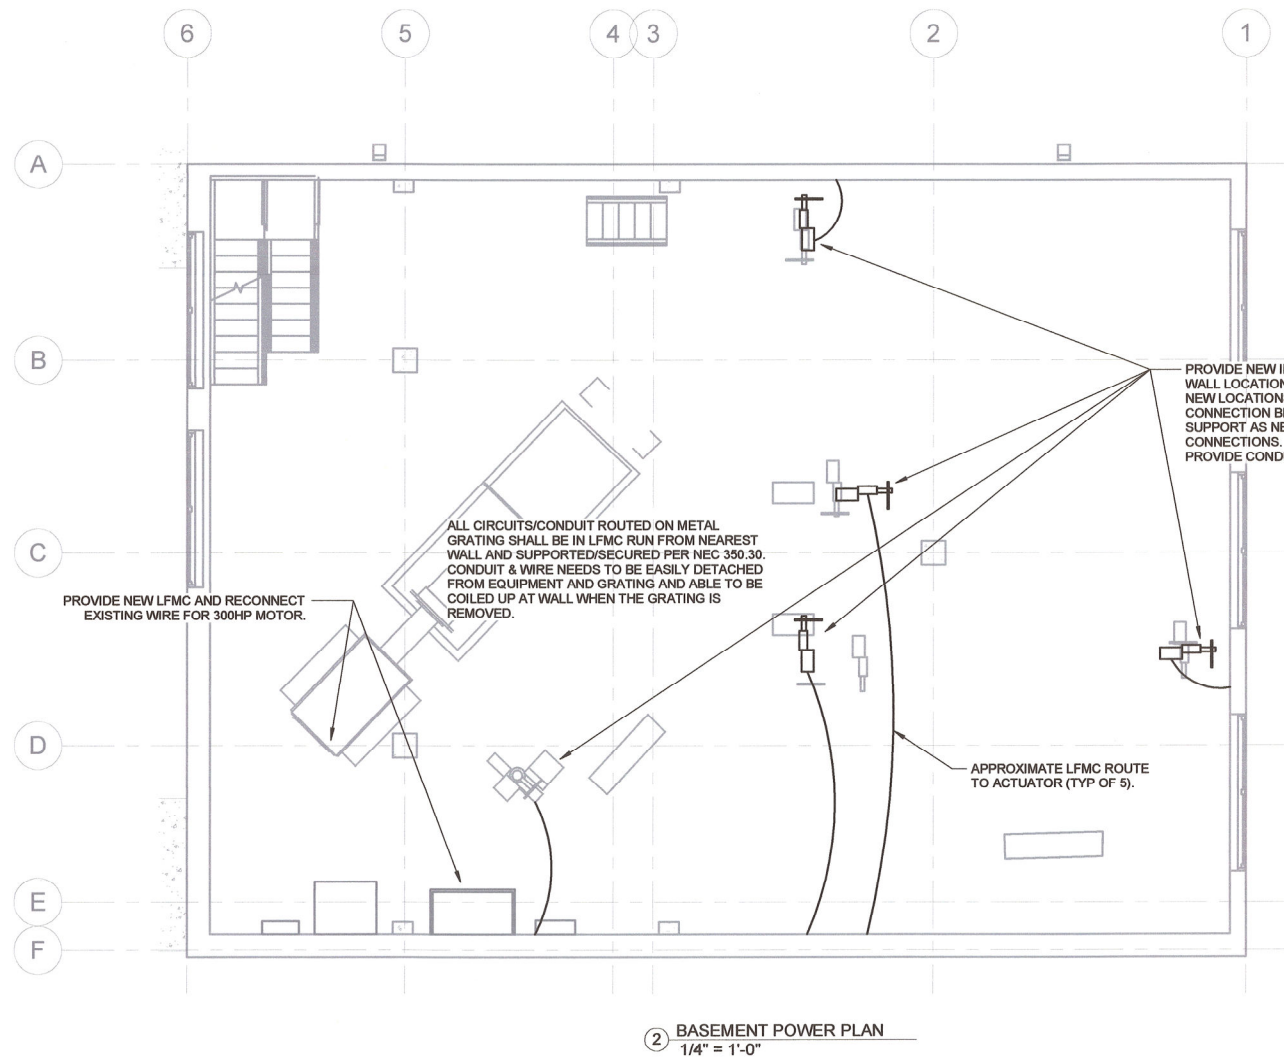 6 5 4 3 2 1
A
B
C
D
E
F
PROVIDE NEW
WALL LOCATION
NEW LOCATION
CONNECTION
SUPPORT AS
CONNECTIONS.
PROVIDE
ALL CIRCUITS/CONDUIT ROUTED ON METAL
GRATING SHALL BE IN LFMC RUN FROM NEAREST
WALL AND SUPPORTED/SECURED PER NEC 350.30.
CONDUIT & WIRE NEEDS TO BE EASILY DETACHED
FROM EQUIPMENT AND GRATING AND ABLE TO BE
COILED UP AT WALL WHEN THE GRATING IS
REMOVED.
PROVIDE NEW LFMC AND RECONNECT
EXISTING WIRE FOR 300HP MOTOR.
APPROXIMATE LFMC ROUTE
TO ACTUATOR (TYP OF 5).
2 BASEMENT POWER PLAN
1/4" = 1'-0"